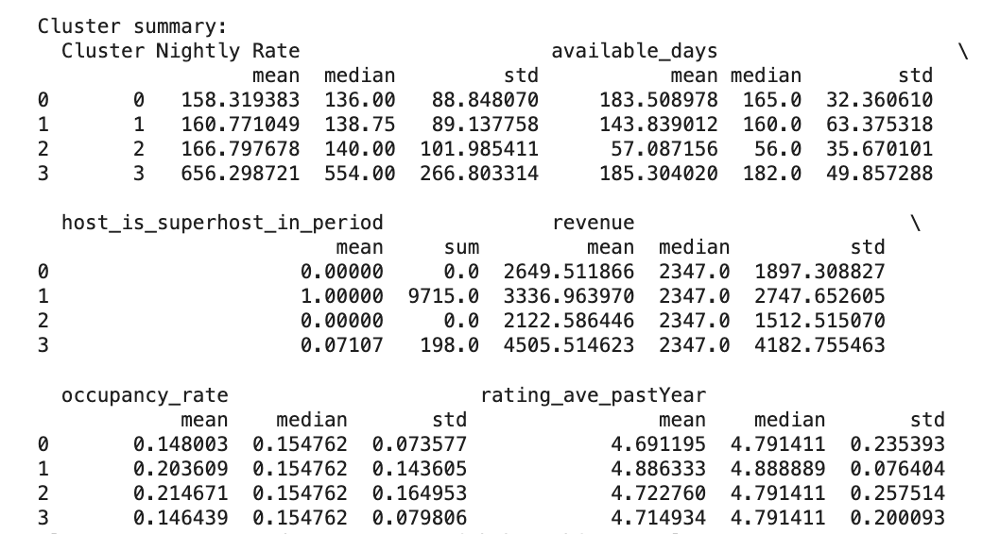 Cluster summary:
Cluster Nightly Rate available_days \
mean median std mean median std
0 0 158.319383 136.00 88.848070 183.508978 165.0 32.360610
1 1 160.771049 138.75 89.137758 143.839012 160.0 63.375318
2 2 166.797678 140.00 101.985411 57.087156 56.0 35.670101
3 3 656.298721 554.00 266.803314 185.304020 182.0 49.857288
host_is_superhost_in_period revenue \
mean sum mean median std
0 0.00000 0.0 2649.511866 2347.0 1897.308827
1 1.00000 9715.0 3336.963970 2347.0 2747.652605
2 0.00000 0.0 2122.586446 2347.0 1512.515070
3 0.07107 198.0 4505.514623 2347.0 4182.755463
occupancy_rate rating_ave_pastYear
mean median std mean median std
0 0.148003 0.154762 0.073577 4.691195 4.791411 0.235393
1 0.203609 0.154762 0.143605 4.886333 4.888889 0.076404
2 0.214671 0.154762 0.164953 4.722760 4.791411 0.257514
3 0.146439 0.154762 0.079806 4.714934 4.791411 0.200093